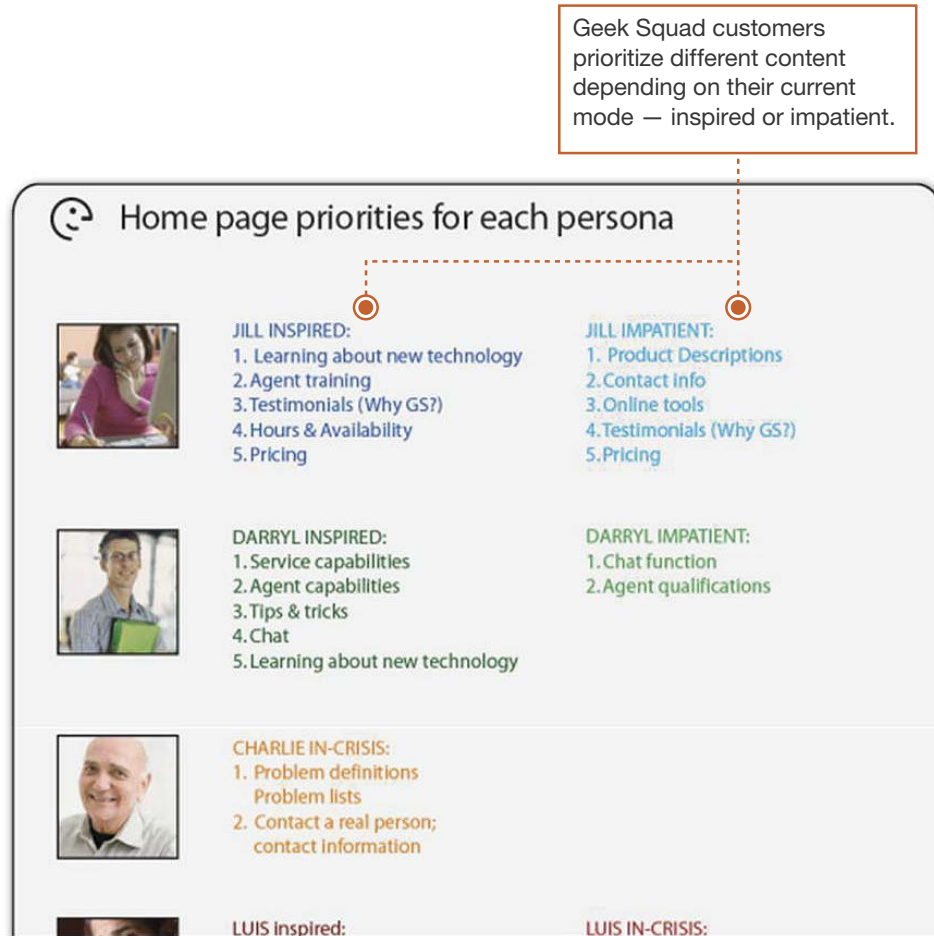 Geek Squad customers
prioritize different content
depending on their current
mode — inspired or impatient.
Home page priorities for each persona
JILL INSPIRED:
1. Learning about new technology
2. Agent training
3. Testimonials (Why GS?)
4. Hours & Availability
5. Pricing
JILL IMPATIENT:
1. Product Descriptions
2. Contact info
3. Online tools
4. Testimonials (Why GS?)
5. Pricing
DARRYL INSPIRED:
1. Service capabilities
2. Agent capabilities
3. Tips & tricks
4. Chat
5. Learning about new technology
DARRYL IMPATIENT:
1. Chat function
2. Agent qualifications
CHARLIE IN-CRISIS:
1. Problem definitions
Problem lists
2. Contact a real person;
contact information
LUIS inspired:
LUIS IN-CRISIS: